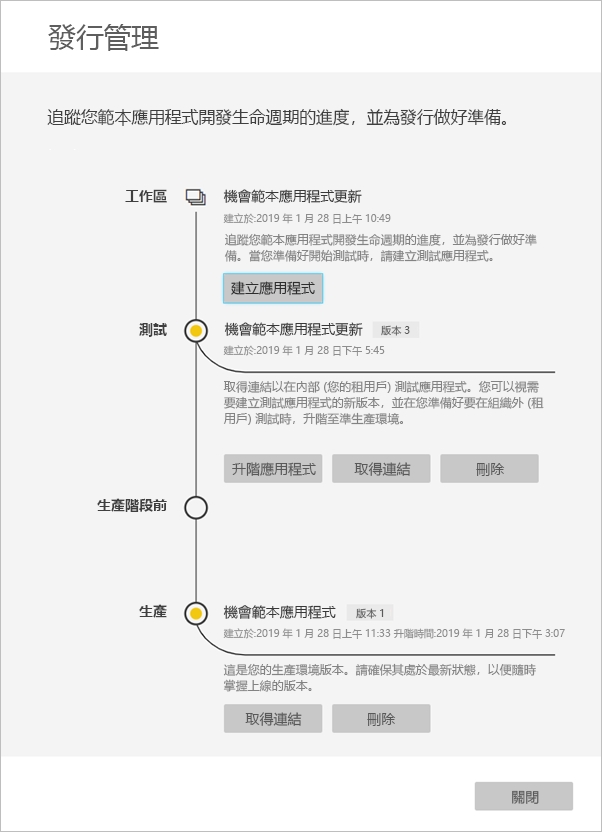 發行管理
追蹤您範本應用程式開發生命週期的進度，並為發行做好準備。
工作區
機會範本應用程式更新
建立於:2019 年 1 月 28 日上午 10:49
追蹤您範本應用程式開發生命週期的進度，並為發行做好準
備。當您準備好開始測試時，請建立測試應用程式。
建立應用程式
測試
機會範本應用程式更新 版本 3
建立於:2019 年 1 月 28 日下午 5:45
取得連結以在內部 (您的租用戶) 測試應用程式。您可以視需
要建立測試應用程式的新版本，並在您準備好要在組織外 (租
用戶) 測試時，升階至準生產環境。
升階應用程式 取得連結 刪除
生產階段前
生產
機會範本應用程式 版本 1
建立於:2019 年 1 月 28 日上午 11:33 升階時間:2019 年 1 月 28 日下午 3:07
這是您的生產環境版本。請確保其處於最新狀態，以便隨時
掌握上線的版本。
取得連結 刪除
關閉